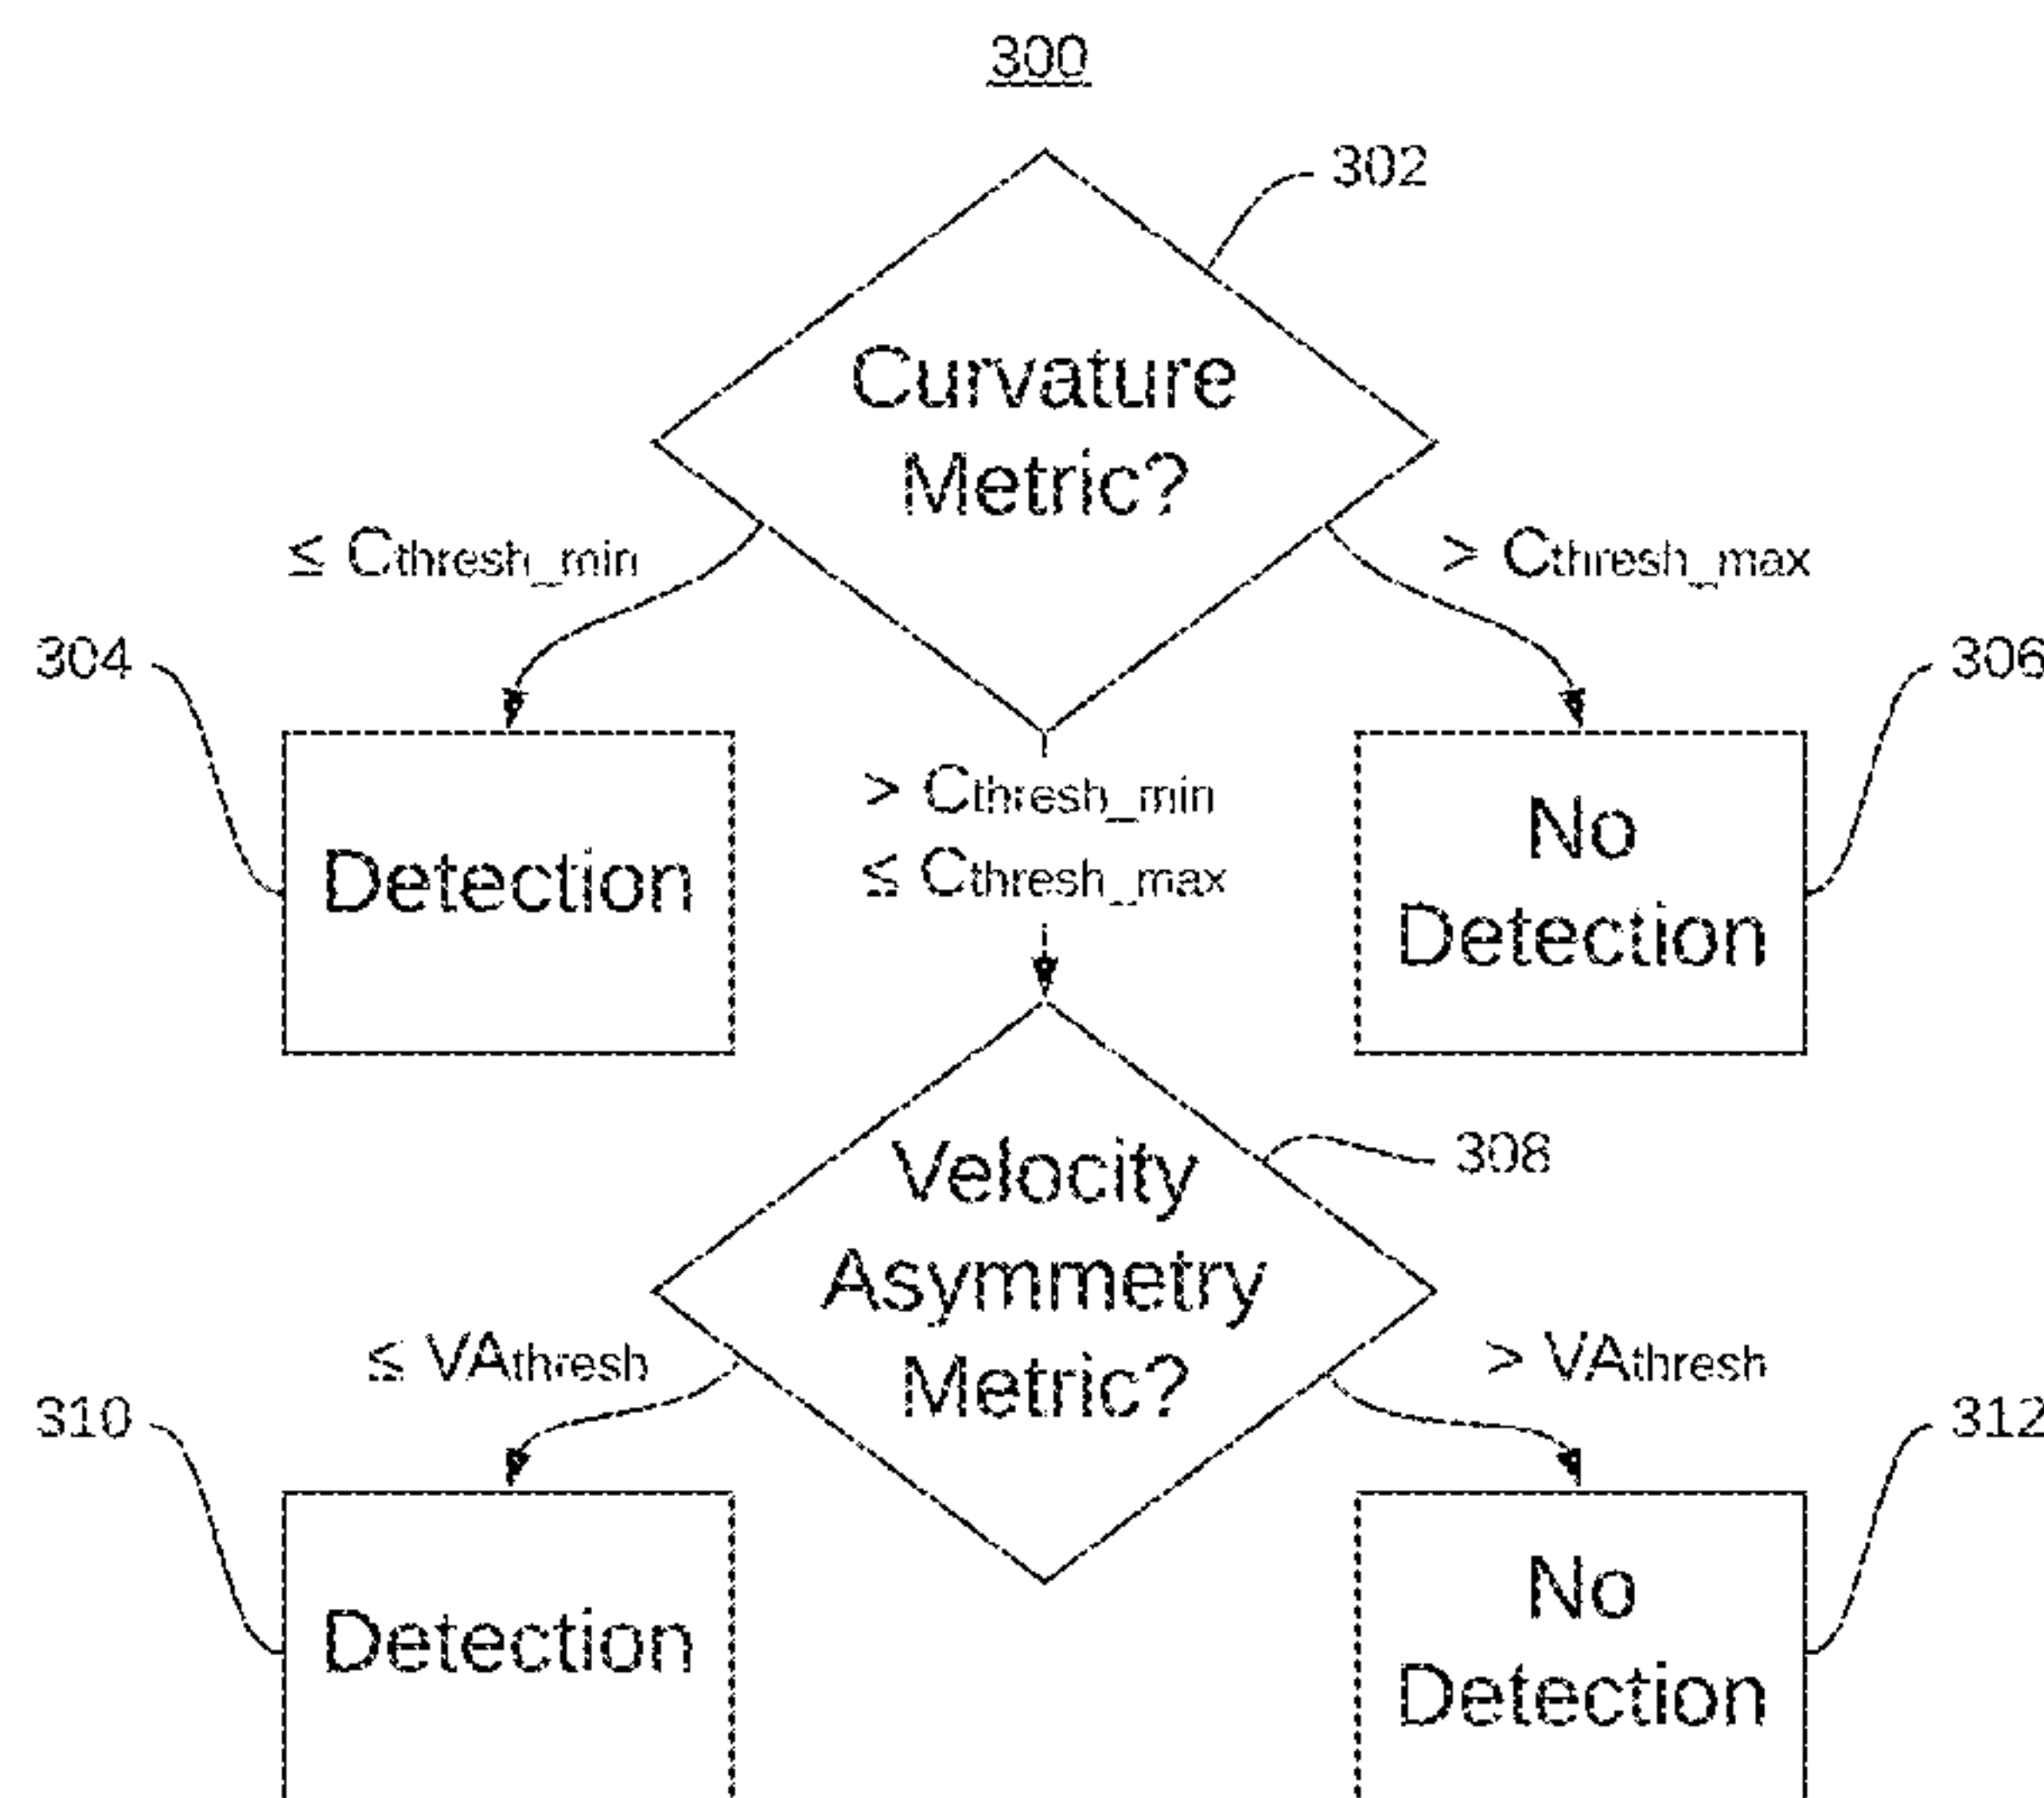 300
302
Curvature
Metric?
≤ Cthresh_min
> Cthresh_max
304
306
Detection
> Cthresh_min
≤ Cthresh_max
No
Detection
308
Velocity
Asymmetry
Metric?
≤ VAthresh
> VAthresh
310
312
Detection
No
Detection